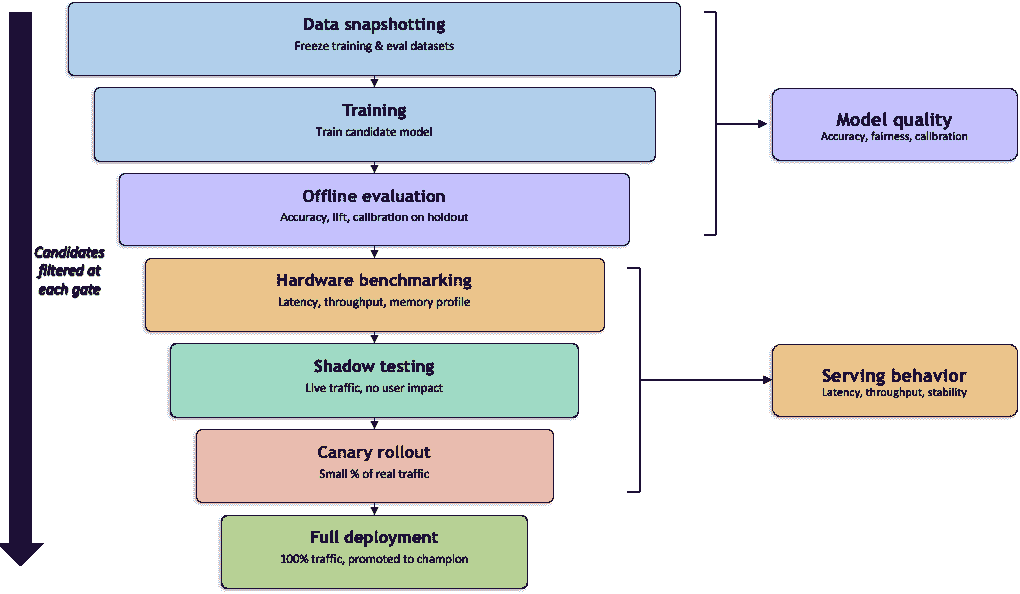 Data snapshotting
Freeze training & eval datasets
Training
Train candidate model
Offline evaluation
Accuracy, lift, calibration on holdout
Hardware benchmarking
Latency, throughput, memory profile
Shadow testing
Live traffic, no user impact
Canary rollout
Small % of real traffic
Full deployment
100% traffic, promoted to champion
Candidates
filtered at
each gate
Model quality
Accuracy, fairness, calibration
Serving behavior
Latency, throughput, stability